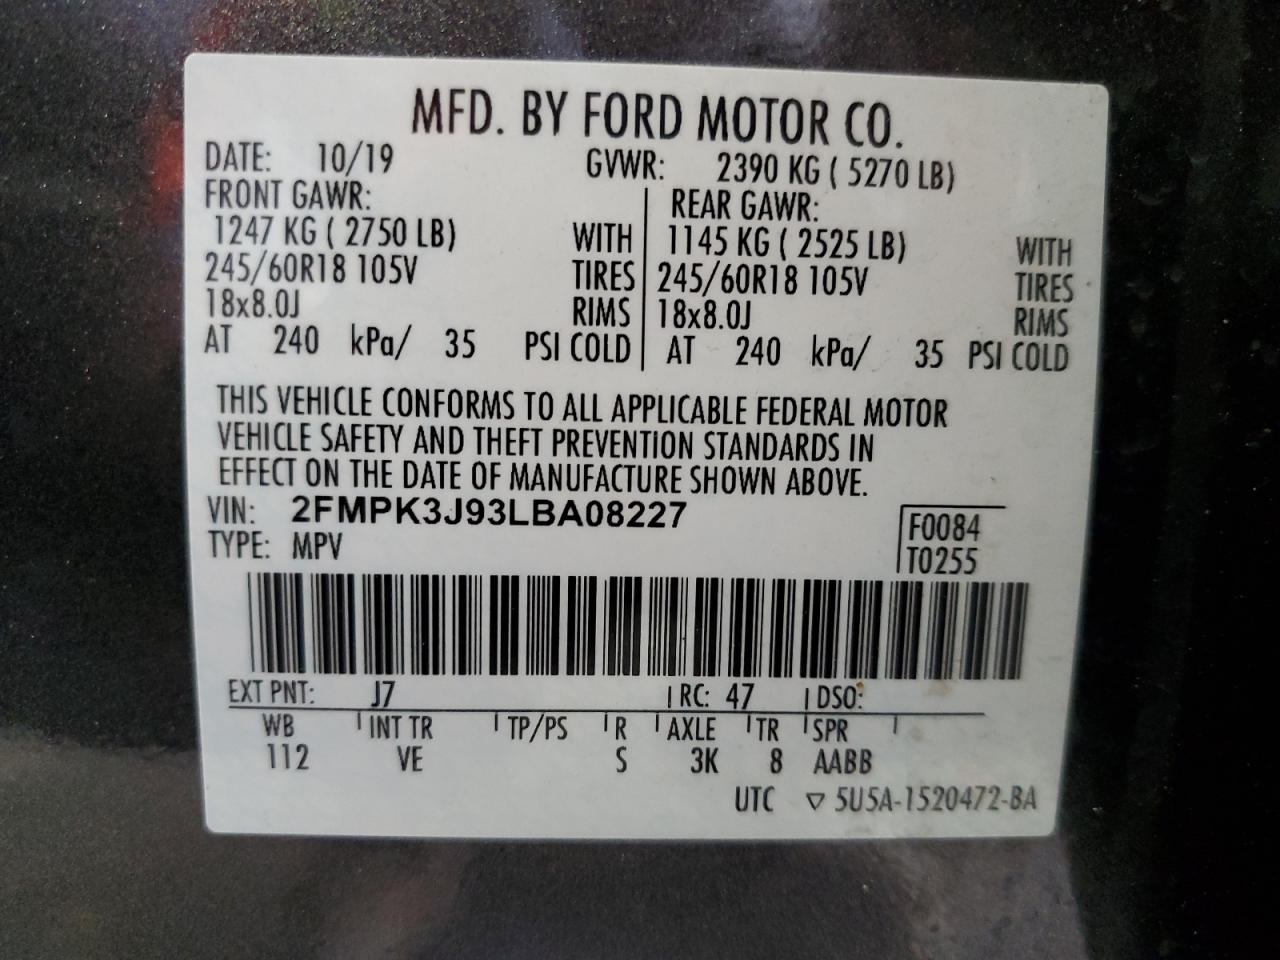 MFD. BY FORD MOTOR CO.
DATE: 10/19 GVWR: 2390 KG ( 5270 LB)
FRONT GAWR: REAR GAWR:
1247 KG ( 2750 LB) WITH 1145 KG ( 2525 LB) WITH
245/60R18 105V TIRES 245/60R18 105V TIRES
18x8.0J RIMS 18x8.0J RIMS
AT 240 kPa/ 35 PSI COLD AT 240 kPa/ 35 PSI COLD
THIS VEHICLE CONFORMS TO ALL APPLICABLE FEDERAL MOTOR
VEHICLE SAFETY AND THEFT PREVENTION STANDARDS IN
EFFECT ON THE DATE OF MANUFACTURE SHOWN ABOVE.
VIN: 2FMPK3J93LBA08227 F0084
TYPE: MPV T0255
EXT PNT: J7 RC: 47 DSO:
WB INT TR TP/PS R AXLE TR SPR
112 VE S 3K 8 AABB
UTC ▽ 5U5A-1520472-BA